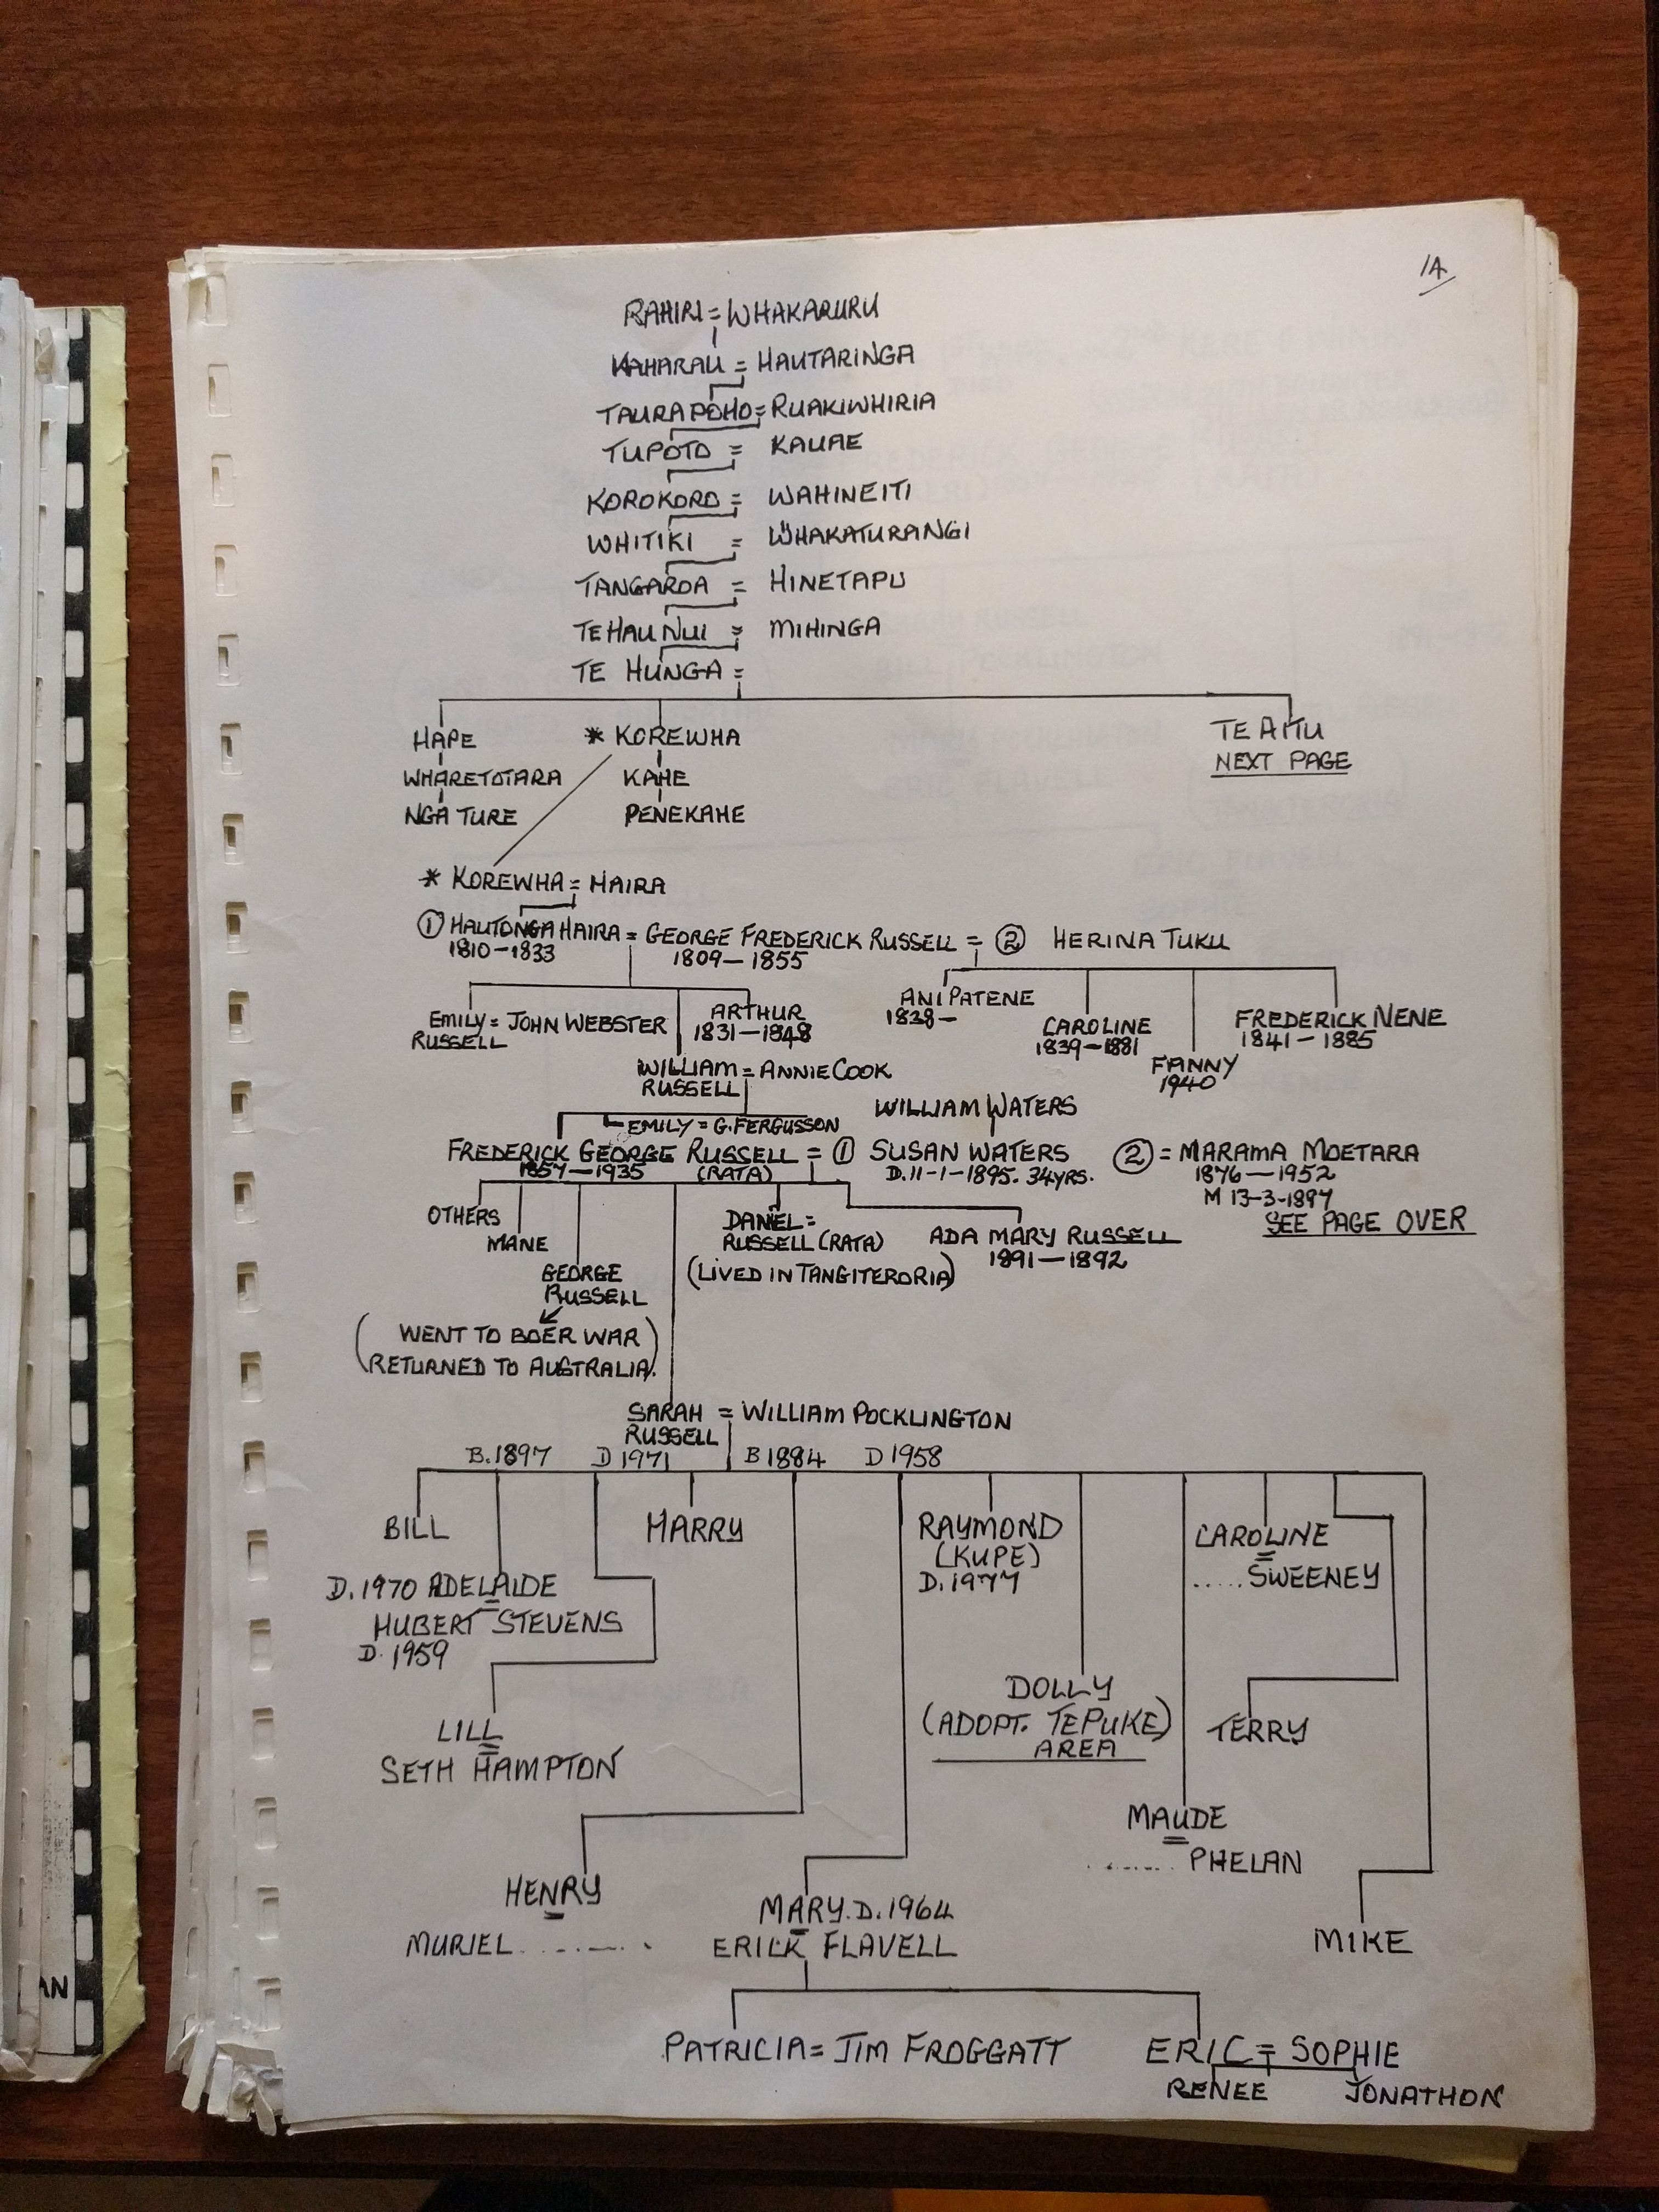 1A
RAHIRI = WHAKARURU
KAHARAU = HAUTARINGA
TAURAPOHO = RUAKIWHIRIA
TUPOTO = KAUAE
KOROKORO = WAHINEITI
WHITIKI = WHAKATURANGI
TANGAROA = HINETAPU
TE HAU NUI = MIHINGA
TE HUNGA =
HAPE * KOREWHA TE AITU
NEXT PAGE
WHARETOTARA KAHE
NGA TURE PENEKAHE
* KOREWHA = HAIRA
① HAUTONGA HAIRA = GEORGE FREDERICK RUSSELL = ② HERINA TUKU
1810-1833 1809-1855
EMILY = JOHN WEBSTER
RUSSELL
ARTHUR
1831-1848
ANI PATENE
1838-
CAROLINE
1839-1881
FREDERICK NENE
1841-1885
FANNY
1940
WILLIAM = ANNIE COOK
RUSSELL
WILLIAM WATERS
EMILY = G. FERGUSSON
FREDERICK GEORGE RUSSELL = ① SUSAN WATERS ② = MARAMA MOETARA
1857-1935 (RATA) D. 11-1-1895. 34YRS. 1876-1952
M 13-3-1897
SEE PAGE OVER
OTHERS
MANE
GEORGE
RUSSELL
(WENT TO BOER WAR
RETURNED TO AUSTRALIA.)
DANIEL =
RUSSELL (RATA)
(LIVED IN TANGITERORIA)
ADA MARY RUSSELL
1891-1892
SARAH = WILLIAM POCKLINGTON
RUSSELL
B. 1897 D 1971 B 1884 D 1958
BILL
D. 1970 ADELAIDE
=
HUBERT STEVENS
D. 1959
HARRY
RAYMOND
(KUPE)
D. 1977
CAROLINE
=
..... SWEENEY
LILL
=
SETH HAMPTON
DOLLY
(ADOPT. TEPUKE)
AREA
TERRY
MAUDE
=
....... PHELAN
HENRY
=
MURIEL .......
MARY. D. 1964
=
ERICK FLAVELL
MIKE
PATRICIA = JIM FROGGATT ERIC = SOPHIE
RENEE JONATHON
AN